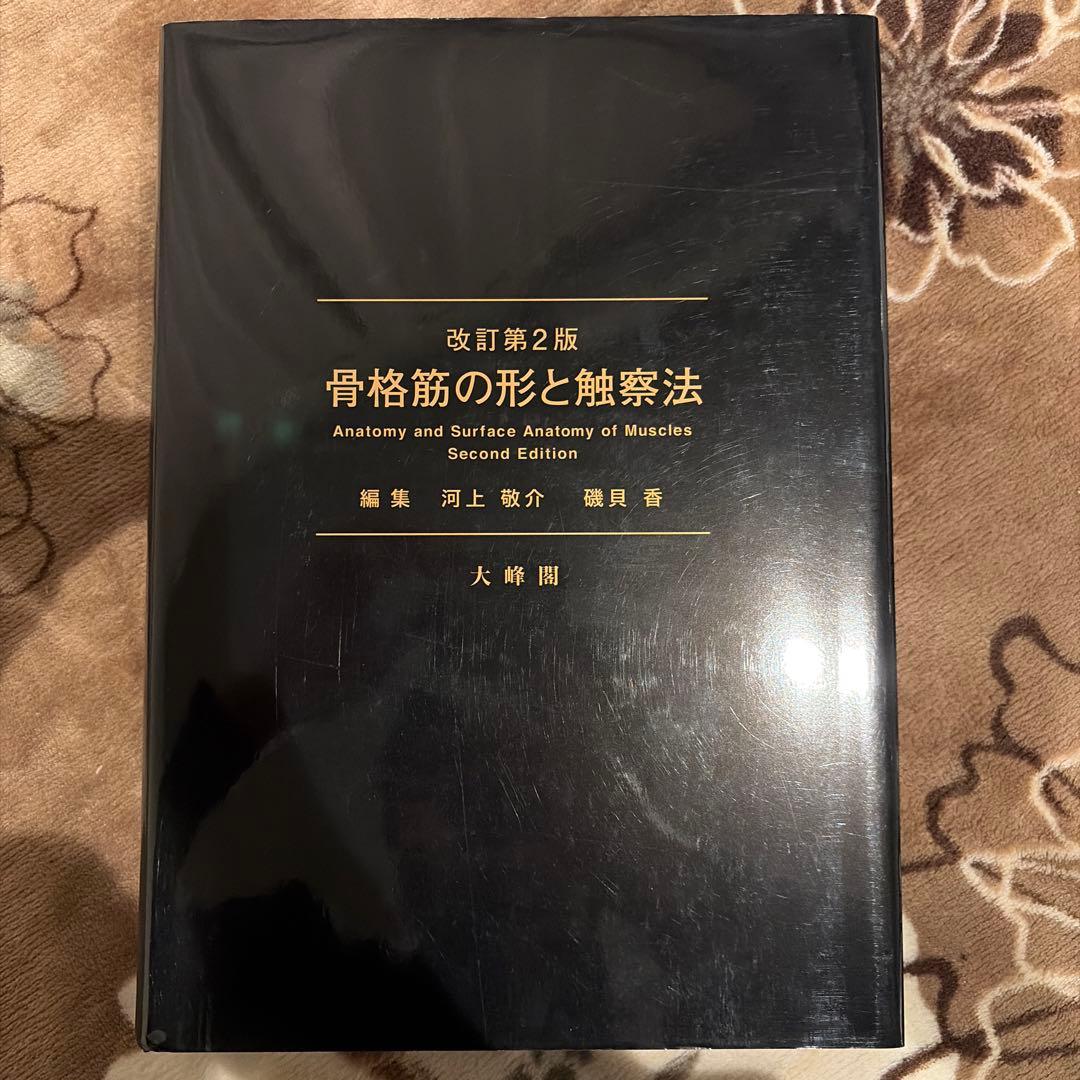 改訂第2版
骨格筋の形と触察法
Anatomy and Surface Anatomy of Muscles
Second Edition
編集 河上 敬介 磯貝 香
大峰閣